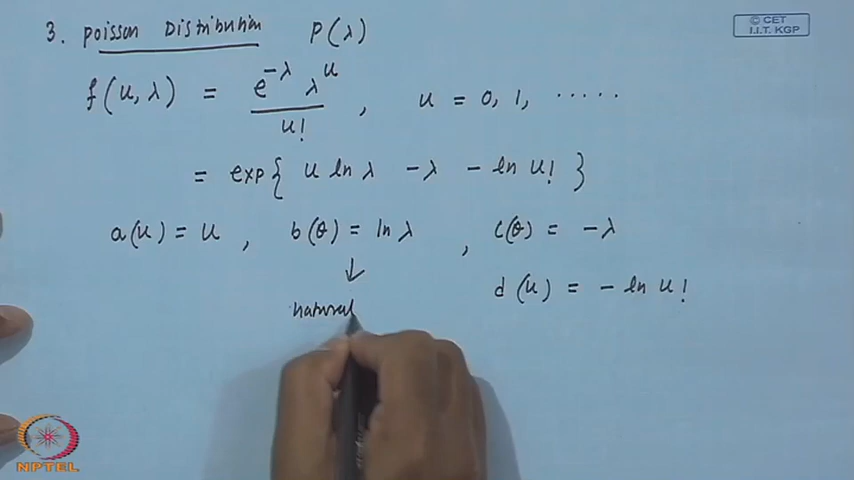 3. Poisson Distribution P(λ)
© CET
I.I.T. KGP
f(u, λ) = e^{-λ} λ^u / u! , u = 0, 1, .....
= exp{ u ln λ - λ - ln u! }
a(u) = u , b(θ) = ln λ , c(θ) = -λ
↓
d(u) = - ln u!
natural
NPTEL